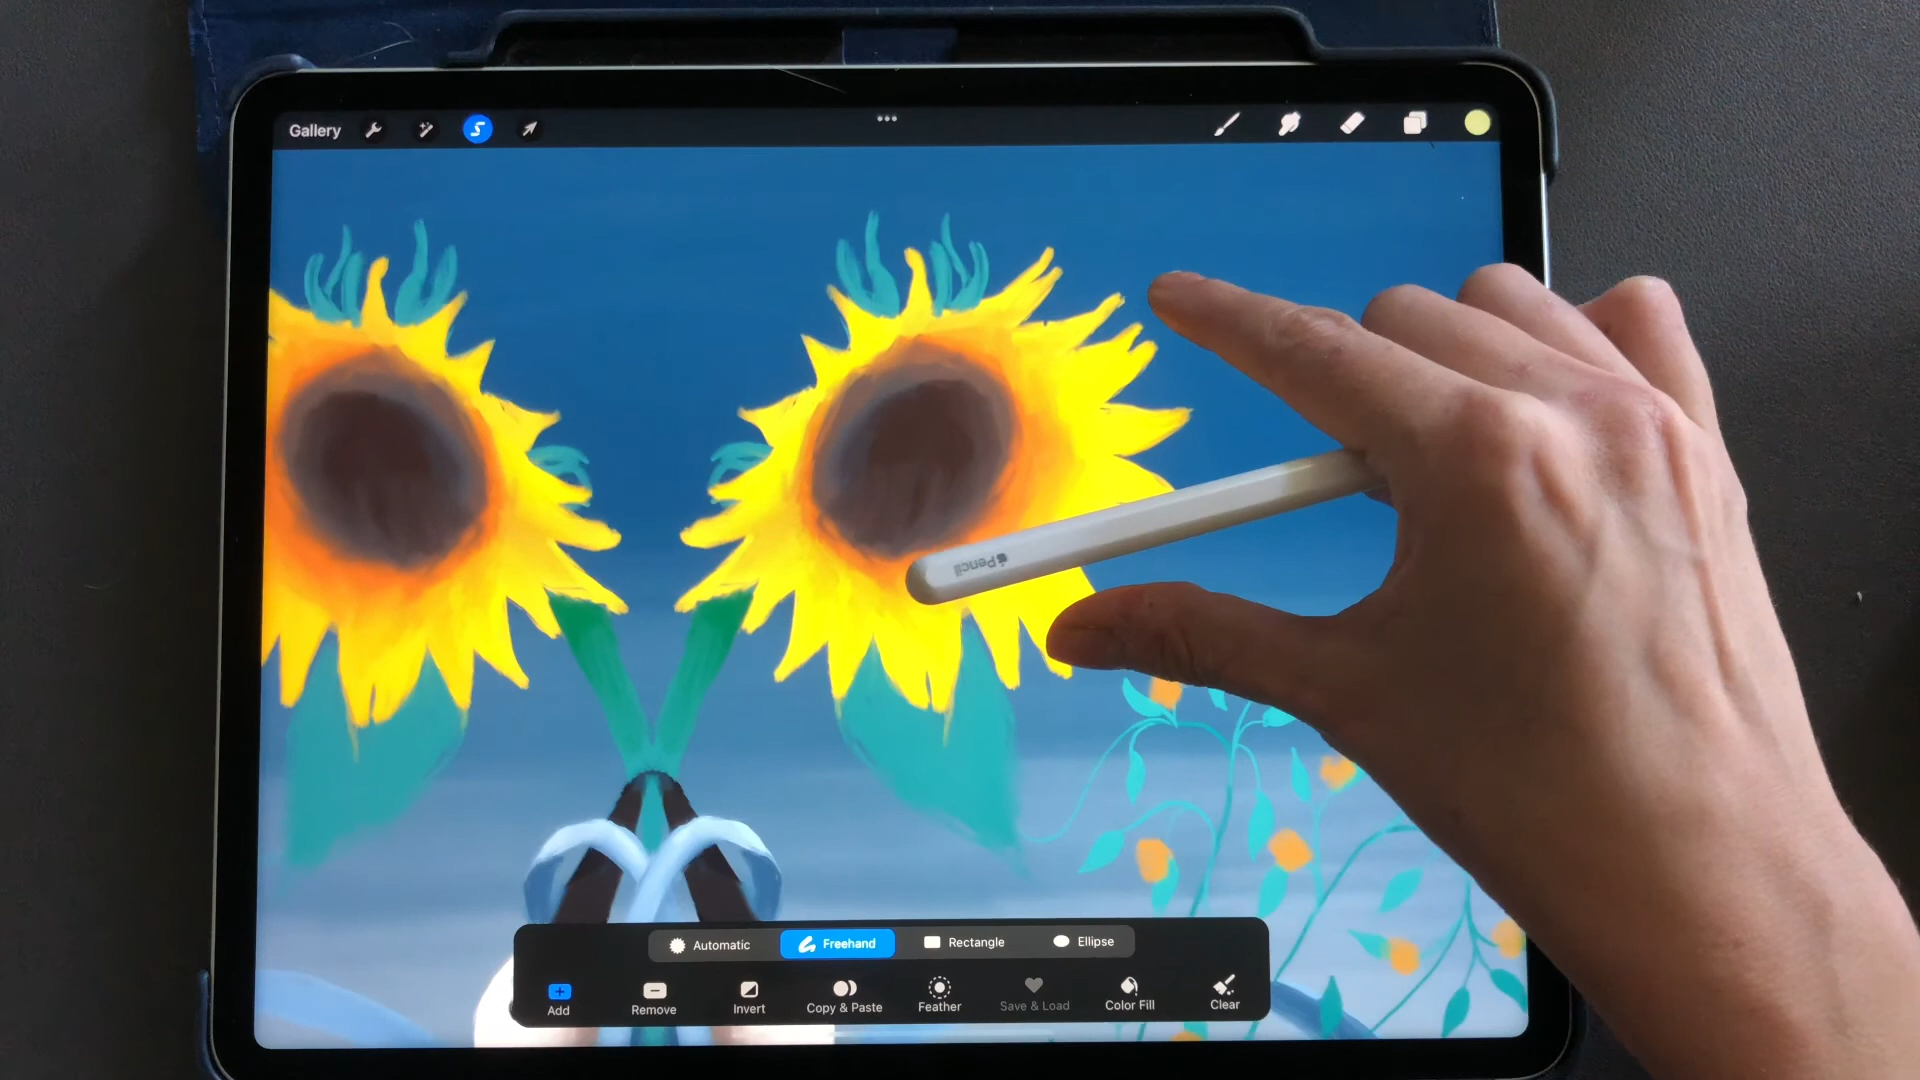 Gallery
Pencil
Automatic Freehand Rectangle Ellipse
Add Remove Invert Copy & Paste Feather Save & Load Color Fill Clear